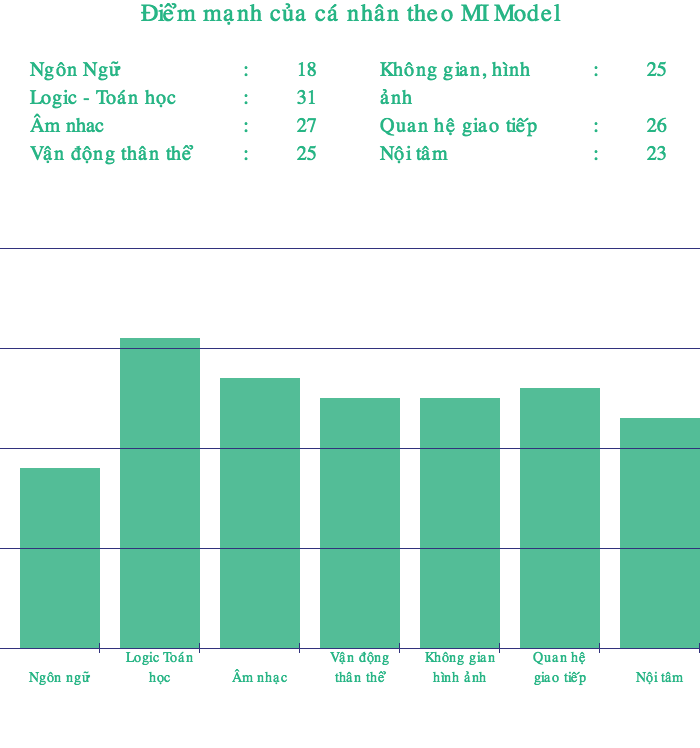 Điểm mạnh của cá nhân theo MI Model
Ngôn Ngữ : 18
Logic - Toán học : 31
Âm nhac : 27
Vận động thân thể : 25
Không gian, hình : 25
ảnh
Quan hệ giao tiếp : 26
Nội tâm : 23
Ngôn ngữ
Logic Toán
học
Âm nhạc
Vận động
thân thể
Không gian
hình ảnh
Quan hệ
giao tiếp
Nội tâm